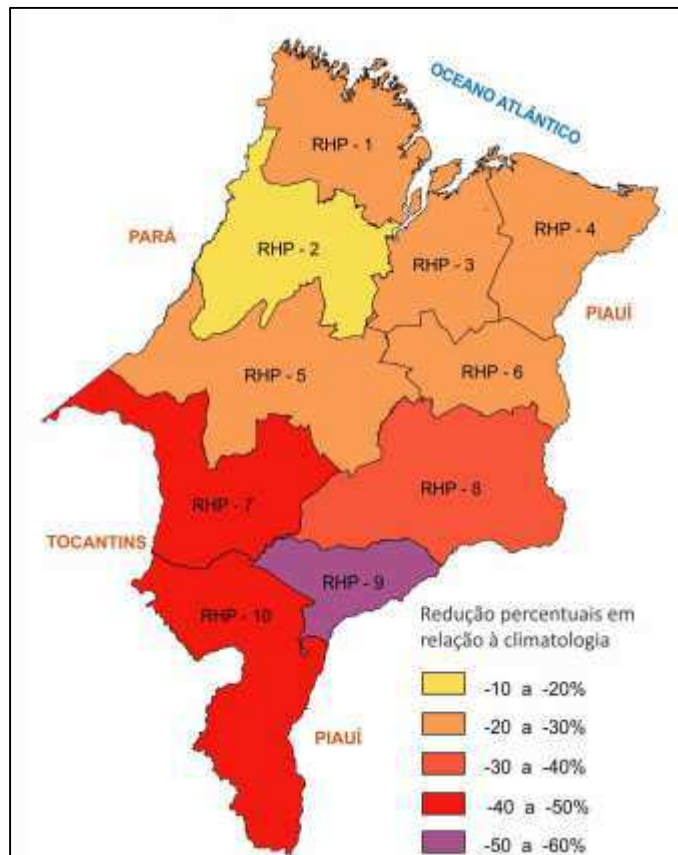 OCEANO ATLÂNTICO
RHP - 1
PARÁ
RHP - 2
RHP - 3
RHP - 4
PIAUÍ
RHP - 5
RHP - 6
RHP - 7
RHP - 8
TOCANTINS
RHP - 9
RHP - 10
PIAUÍ
Redução percentuais em
relação à climatologia
-10 a -20%
-20 a -30%
-30 a -40%
-40 a -50%
-50 a -60%